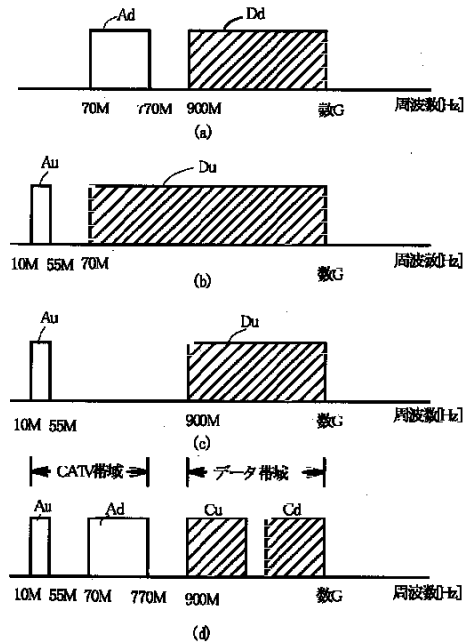 Ad
Dd
70M 770M 900M 数G 周波数[Hz]
(a)
Au
Du
10M 55M 70M 数G 周波数[Hz]
(b)
Au
Du
10M 55M 900M 数G 周波数[Hz]
(c)
CATV帯域 データ帯域
Au Ad Cu Cd
10M 55M 70M 770M 900M 数G 周波数[Hz]
(d)